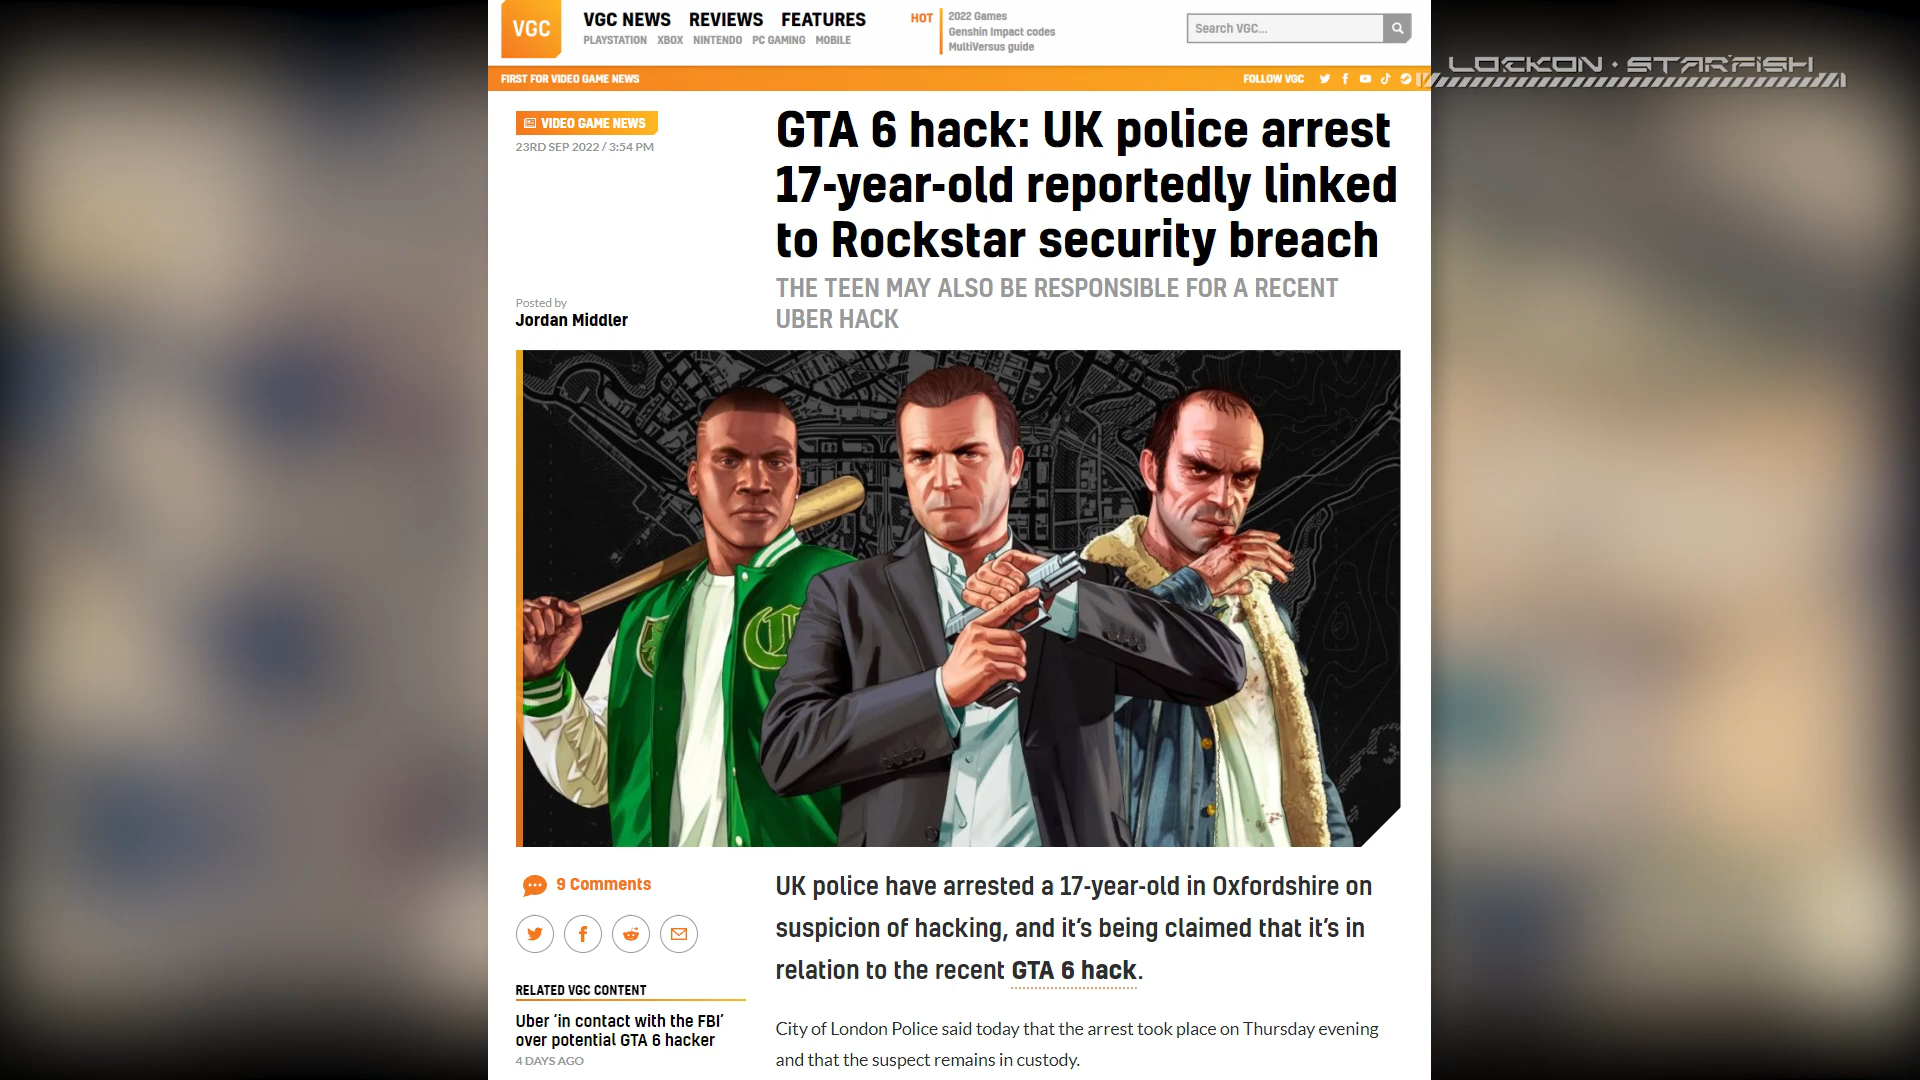 VGC
VGC NEWS REVIEWS FEATURES
PLAYSTATION XBOX NINTENDO PC GAMING MOBILE
HOT
2022 Games
Genshin Impact codes
MultiVersus guide
Search VGC...
FIRST FOR VIDEO GAME NEWS
FOLLOW VGC
LOCKON · STARFISH
VIDEO GAME NEWS
23RD SEP 2022 / 3:54 PM
GTA 6 hack: UK police arrest
17-year-old reportedly linked
to Rockstar security breach
THE TEEN MAY ALSO BE RESPONSIBLE FOR A RECENT
UBER HACK
Posted by
Jordan Middler
9 Comments
RELATED VGC CONTENT
Uber ‘in contact with the FBI’
over potential GTA 6 hacker
4 DAYS AGO
UK police have arrested a 17-year-old in Oxfordshire on
suspicion of hacking, and it’s being claimed that it’s in
relation to the recent GTA 6 hack.
City of London Police said today that the arrest took place on Thursday evening
and that the suspect remains in custody.